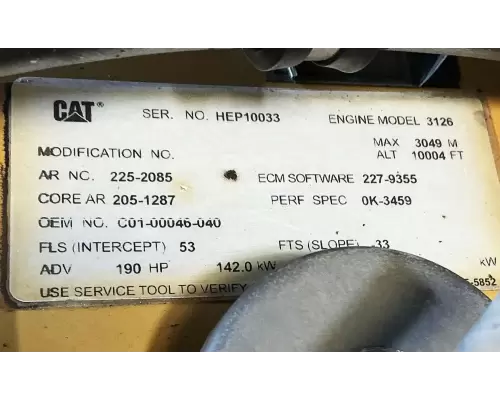 CAT® SER. NO. HEP10033 ENGINE MODEL 3126
MAX 3049 M
MODIFICATION NO. ALT 10004 FT
AR NO. 225-2085 ECM SOFTWARE 227-9355
CORE AR 205-1287 PERF SPEC 0K-3459
OEM NO. C01-00046-040
FLS (INTERCEPT) 53 FTS (SLOPE) -33
ADV 190 HP 142.0 kW kW
USE SERVICE TOOL TO VERIFY -5852